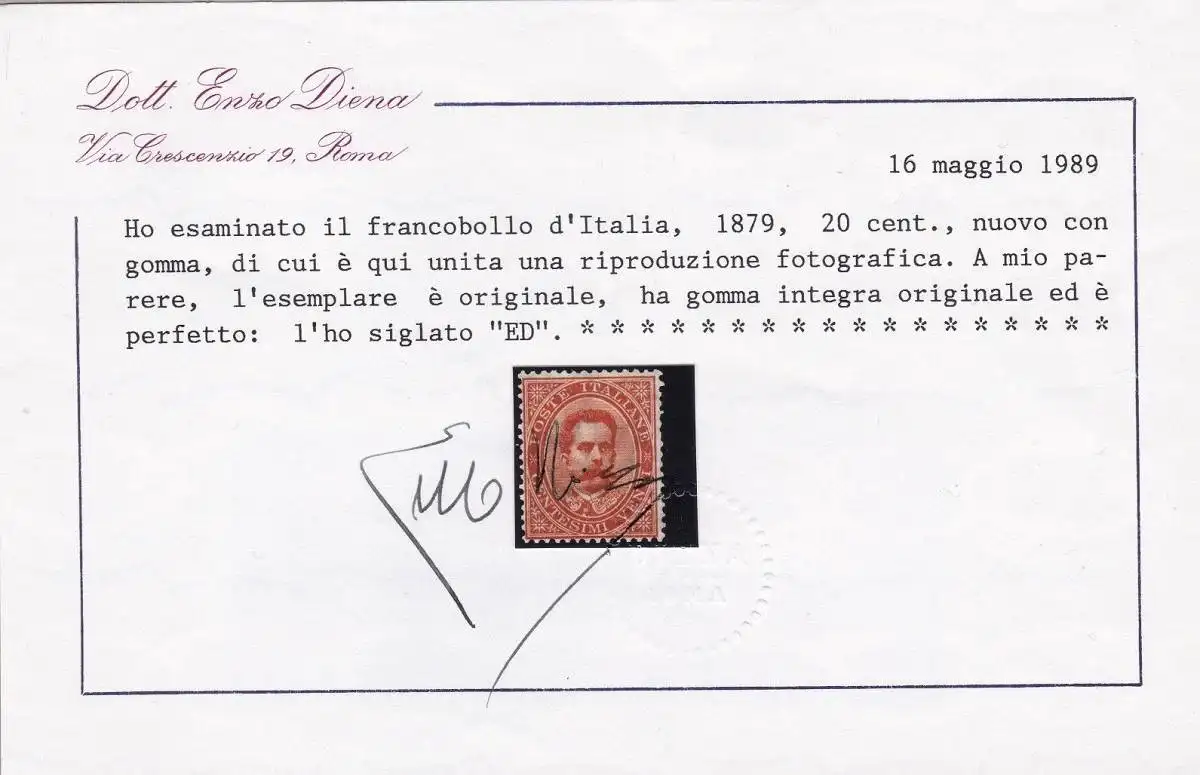 Dott. Enzo Diena
Via Crescenzio 19, Roma
16 maggio 1989
Ho esaminato il francobollo d'Italia, 1879, 20 cent., nuovo con
gomma, di cui è qui unita una riproduzione fotografica. A mio pa-
rere, l'esemplare è originale, ha gomma integra originale ed è
perfetto: l'ho siglato "ED". * * * * * * * * * * * * * * * * * *
POSTE ITALIANE
CENTESIMI VENTI